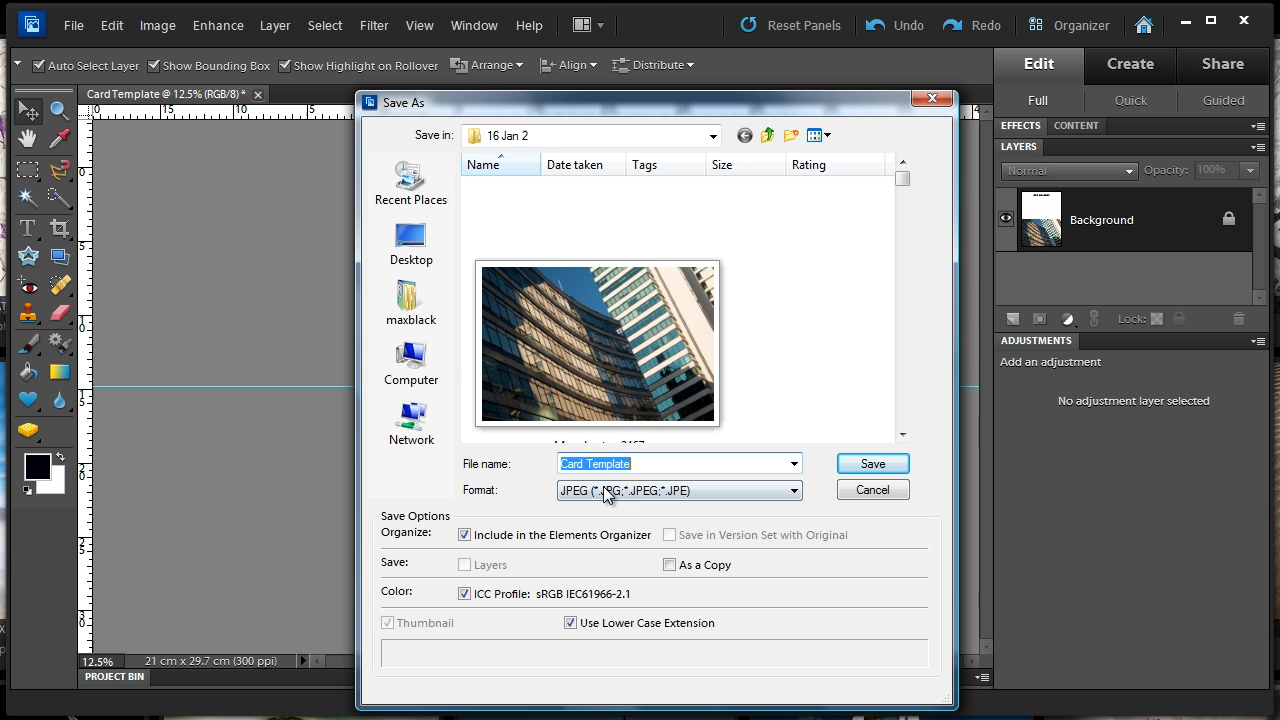 File Edit Image Enhance Layer Select Filter View Window Help Reset Panels Undo Redo Organizer
Auto Select Layer Show Bounding Box Show Highlight on Rollover Arrange Align Distribute
Edit Create Share
Full Quick Guided
Card Template @ 12.5% (RGB/8) *
EFFECTS CONTENT
LAYERS
Normal Opacity: 100%
Background
Lock:
ADJUSTMENTS
Add an adjustment
No adjustment layer selected
Save As
Save in: 16 Jan 2
Name Date taken Tags Size Rating
Recent Places
Desktop
maxblack
Computer
Network
File name: Card Template Save
Format: JPEG (*.JPG;*.JPEG;*.JPE) Cancel
Save Options
Organize: Include in the Elements Organizer Save in Version Set with Original
Save: Layers As a Copy
Color: ICC Profile: sRGB IEC61966-2.1
Thumbnail Use Lower Case Extension
12.5% 21 cm x 29.7 cm (300 ppi)
PROJECT BIN